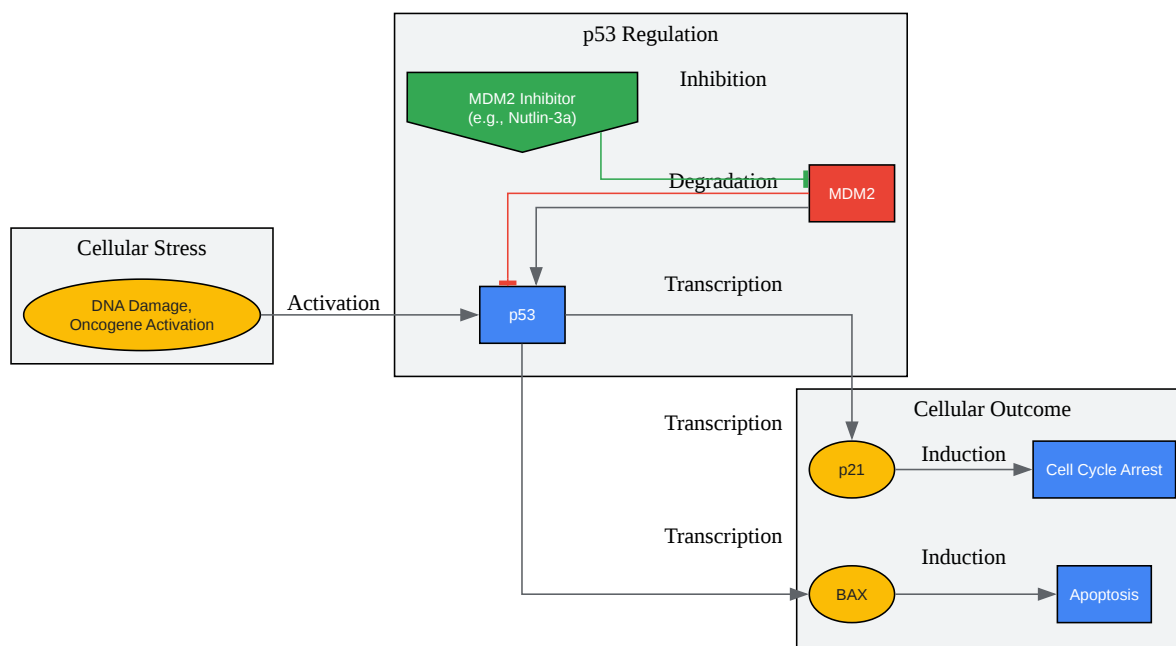 p53 Regulation
Inhibition
MDM2 Inhibitor
(e.g., Nutlin-3a)
Degradation
MDM2
Cellular Stress
DNA Damage,
Oncogene Activation
Activation
p53
Transcription
Transcription
Cellular Outcome
p21
Induction
Cell Cycle Arrest
Transcription
BAX
Induction
Apoptosis